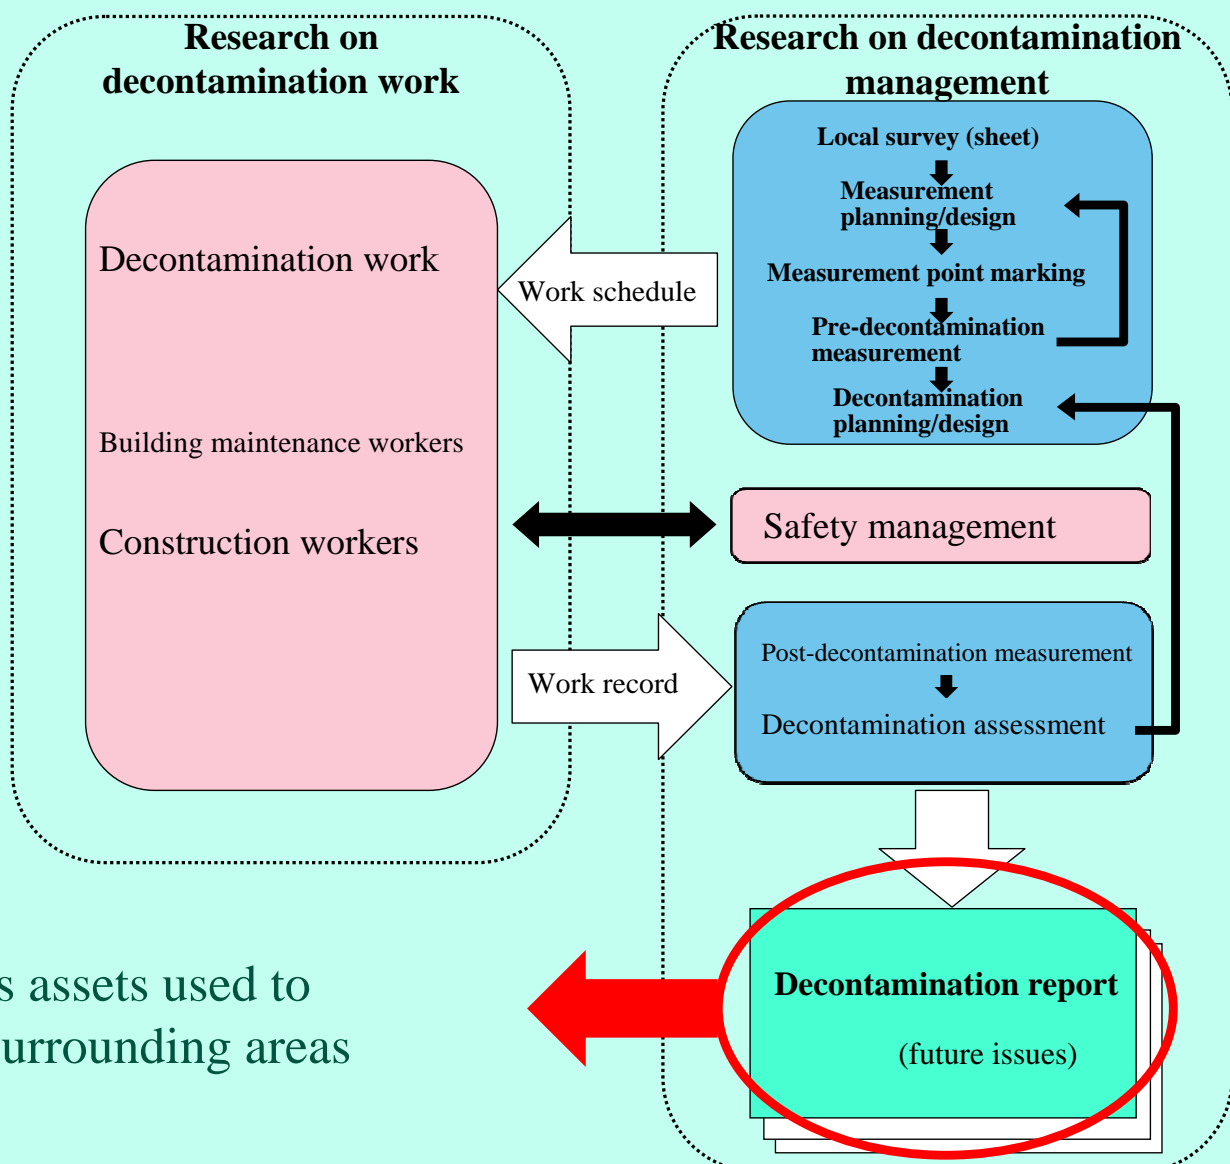 Research on
decontamination work
Decontamination work
Building maintenance workers
Construction workers
Work schedule
Work record
Research on decontamination
management
Local survey (sheet)
Measurement
planning/design
Measurement point marking
Pre-decontamination
measurement
Decontamination
planning/design
Safety management
Post-decontamination measurement
Decontamination assessment
Decontamination report
(future issues)
assets used to
surrounding areas